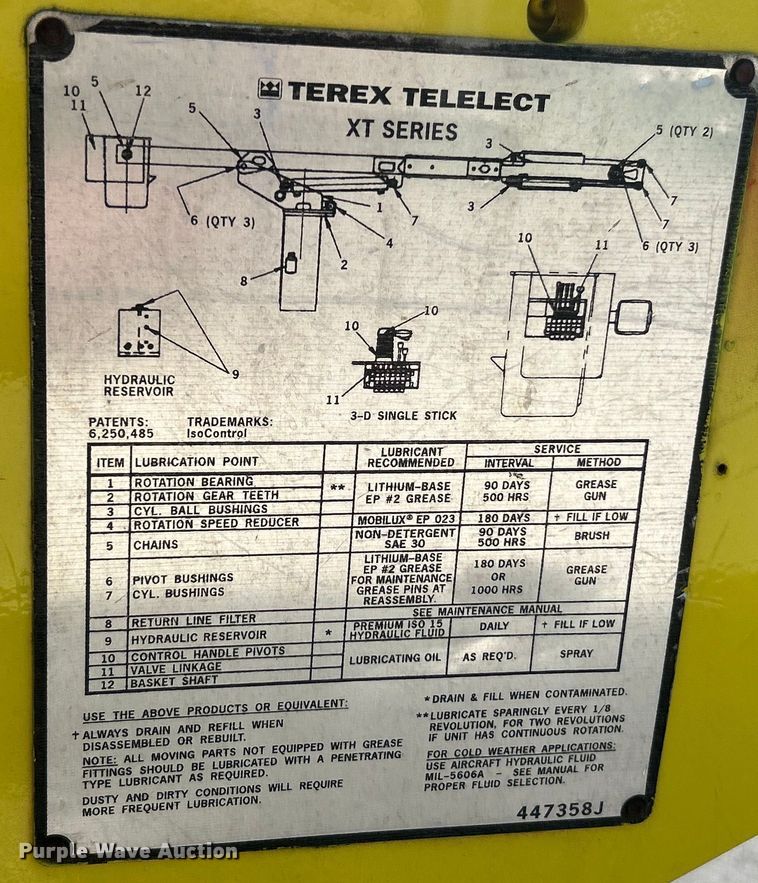 TEREX TELELECT
XT SERIES
10
11
5
12
5
3
3
5 (QTY 2)
6 (QTY 3)
1
7
4
2
8
3
7
7
6 (QTY 3)
10
11
9
HYDRAULIC
RESERVOIR
10
10
11
3-D SINGLE STICK
PATENTS:
6,250,485
TRADEMARKS:
IsoControl
ITEM LUBRICATION POINT LUBRICANT RECOMMENDED SERVICE
INTERVAL METHOD
1 ROTATION BEARING
2 ROTATION GEAR TEETH
3 CYL. BALL BUSHINGS
** LITHIUM-BASE
EP #2 GREASE
90 DAYS
500 HRS
GREASE
GUN
4 ROTATION SPEED REDUCER MOBILUX® EP 023 180 DAYS † FILL IF LOW
5 CHAINS NON-DETERGENT
SAE 30
90 DAYS
500 HRS
BRUSH
6 PIVOT BUSHINGS
7 CYL. BUSHINGS
LITHIUM-BASE
EP #2 GREASE
FOR MAINTENANCE
GREASE PINS AT
REASSEMBLY.
180 DAYS
OR
1000 HRS
GREASE
GUN
8 RETURN LINE FILTER SEE MAINTENANCE MANUAL
9 HYDRAULIC RESERVOIR * PREMIUM ISO 15
HYDRAULIC FLUID
DAILY † FILL IF LOW
10 CONTROL HANDLE PIVOTS
11 VALVE LINKAGE
12 BASKET SHAFT
LUBRICATING OIL AS REQ'D. SPRAY
USE THE ABOVE PRODUCTS OR EQUIVALENT:
† ALWAYS DRAIN AND REFILL WHEN
DISASSEMBLED OR REBUILT.
NOTE: ALL MOVING PARTS NOT EQUIPPED WITH GREASE
FITTINGS SHOULD BE LUBRICATED WITH A PENETRATING
TYPE LUBRICANT AS REQUIRED.
DUSTY AND DIRTY CONDITIONS WILL REQUIRE
MORE FREQUENT LUBRICATION.
* DRAIN & FILL WHEN CONTAMINATED.
** LUBRICATE SPARINGLY EVERY 1/8
REVOLUTION, FOR TWO REVOLUTIONS
IF UNIT HAS CONTINUOUS ROTATION.
FOR COLD WEATHER APPLICATIONS:
USE AIRCRAFT HYDRAULIC FLUID
MIL-5606A - SEE MANUAL FOR
PROPER FLUID SELECTION.
447358J
Purple Wave Auction